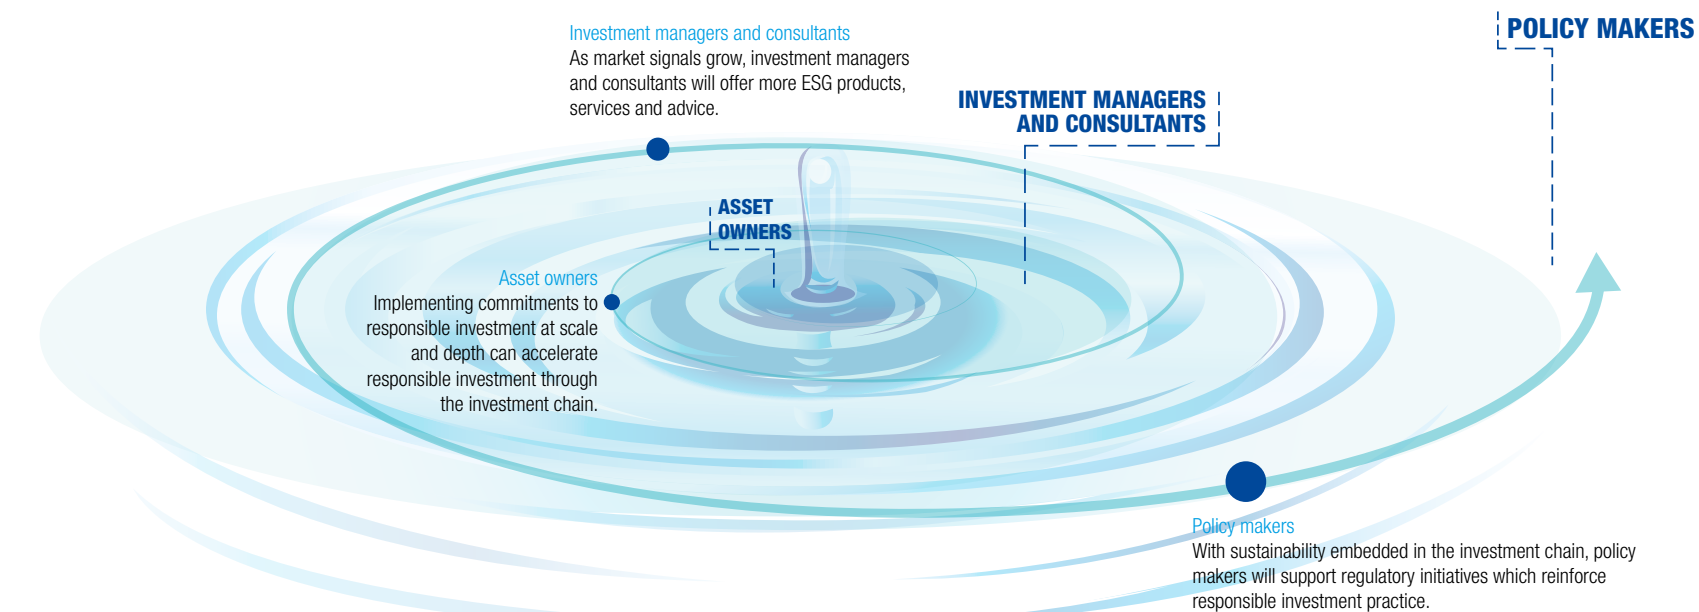 Investment managers and consultants
As market signals grow, investment managers
and consultants will offer more ESG products,
services and advice.
POLICY MAKERS
INVESTMENT MANAGERS
AND CONSULTANTS
ASSET
OWNERS
Asset owners
Implementing commitments to
responsible investment at scale
and depth can accelerate
responsible investment through
the investment chain.
Policy makers
With sustainability embedded in the investment chain, policy
makers will support regulatory initiatives which reinforce
responsible investment practice.